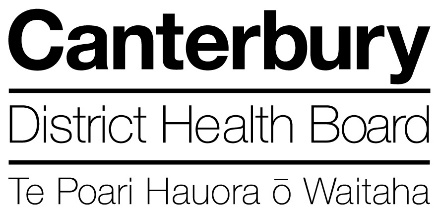 Canterbury
District Health Board
Te Poari Hauora ō Waitaha